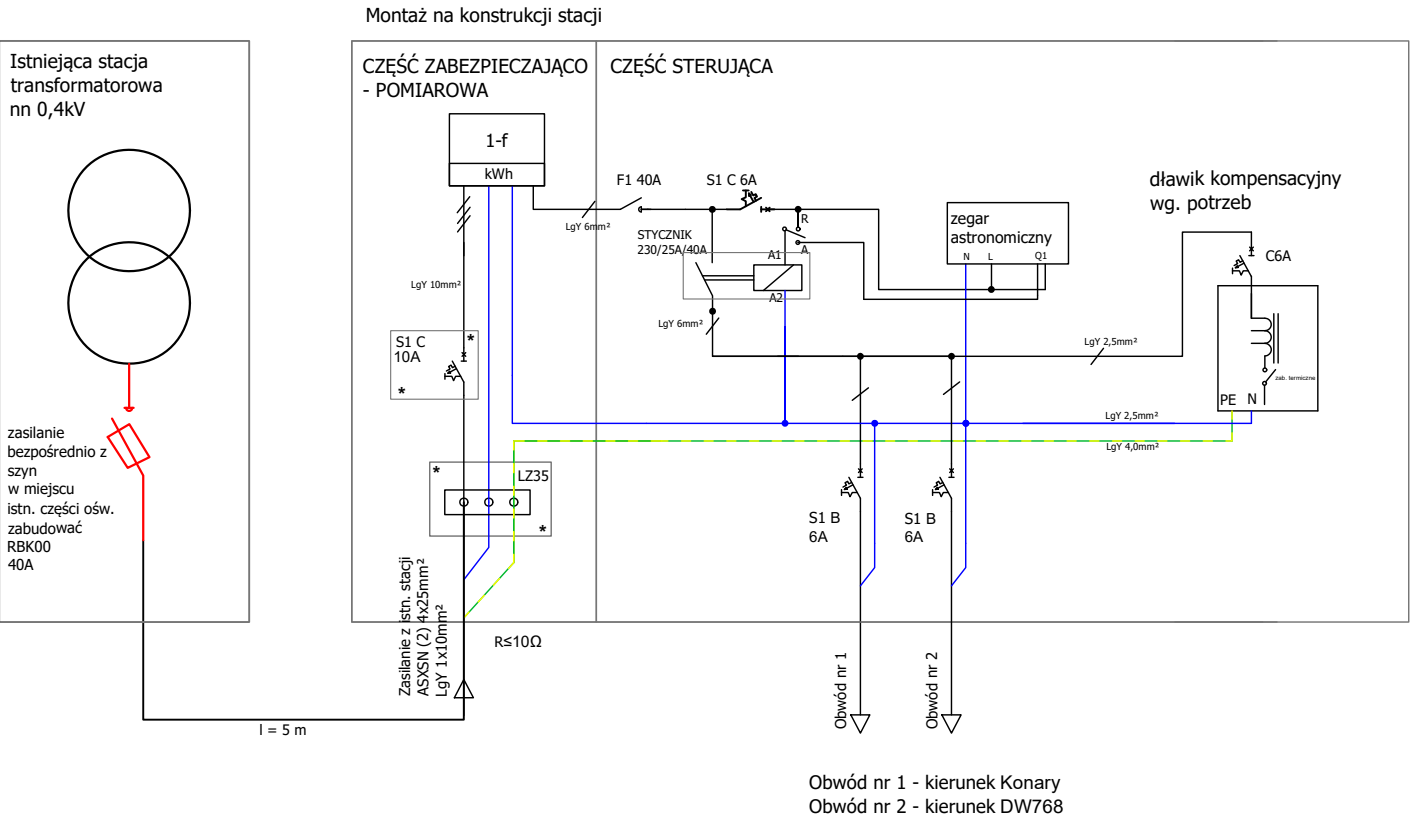 Montaż na konstrukcji stacji
Istniejąca stacja
transformatorowa
nn 0,4kV
zasilanie
bezpośrednio z
szyn
w miejscu
istn. części ośw.
zabudować
RBK00
40A
l = 5 m
CZĘŚĆ ZABEZPIECZAJĄCO
- POMIAROWA
1-f
kWh
LgY 10mm²
S1 C
10A
*
*
*
LZ35
*
Zasilanie z istn. stacji
ASXSN (2) 4x25mm²
LgY 1x10mm²
R≤10Ω
CZĘŚĆ STERUJĄCA
F1 40A
S1 C 6A
LgY 6mm²
STYCZNIK
230/25A/40A
R
A
A1
A2
LgY 6mm²
zegar
astronomiczny
N L Q1
dławik kompensacyjny
wg. potrzeb
C6A
zab. termiczne
PE N
LgY 2,5mm²
LgY 2,5mm²
LgY 4,0mm²
S1 B
6A
S1 B
6A
Obwód nr 1
Obwód nr 2
Obwód nr 1 - kierunek Konary
Obwód nr 2 - kierunek DW768